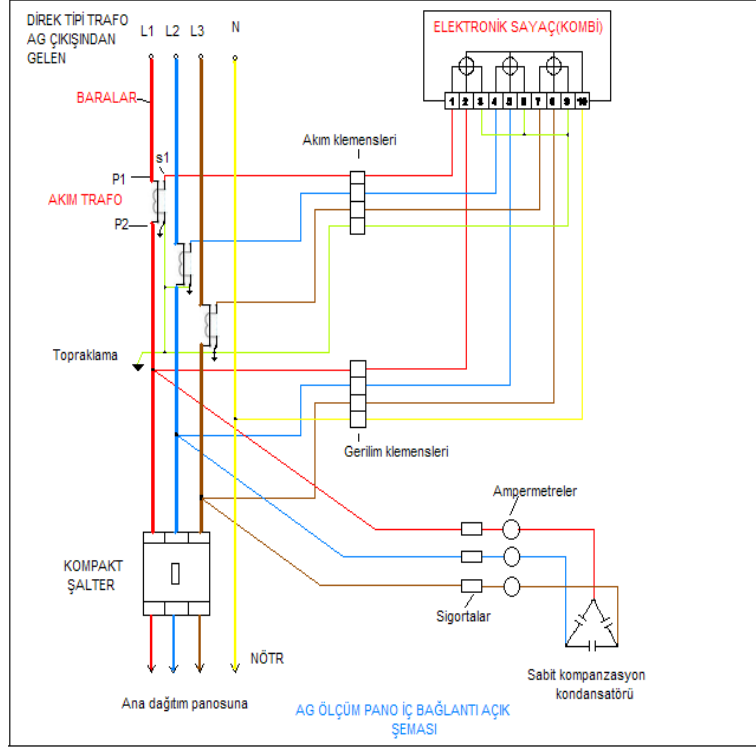 DİREK TİPİ TRAFO
AG ÇIKIŞINDAN
GELEN
L1 L2 L3 N
ELEKTRONİK SAYAÇ(KOMBİ)
BARALAR
1 2 3 4 5 6 7 8 9 10
Akım klemensleri
s1
P1
AKIM TRAFO
P2
Topraklama
Gerilim klemensleri
Ampermetreler
KOMPAKT
ŞALTER
Sigortalar
NÖTR
Sabit kompanzasyon
kondansatörü
Ana dağıtım panosuna
AG ÖLÇÜM PANO İÇ BAĞLANTI AÇIK
ŞEMASI